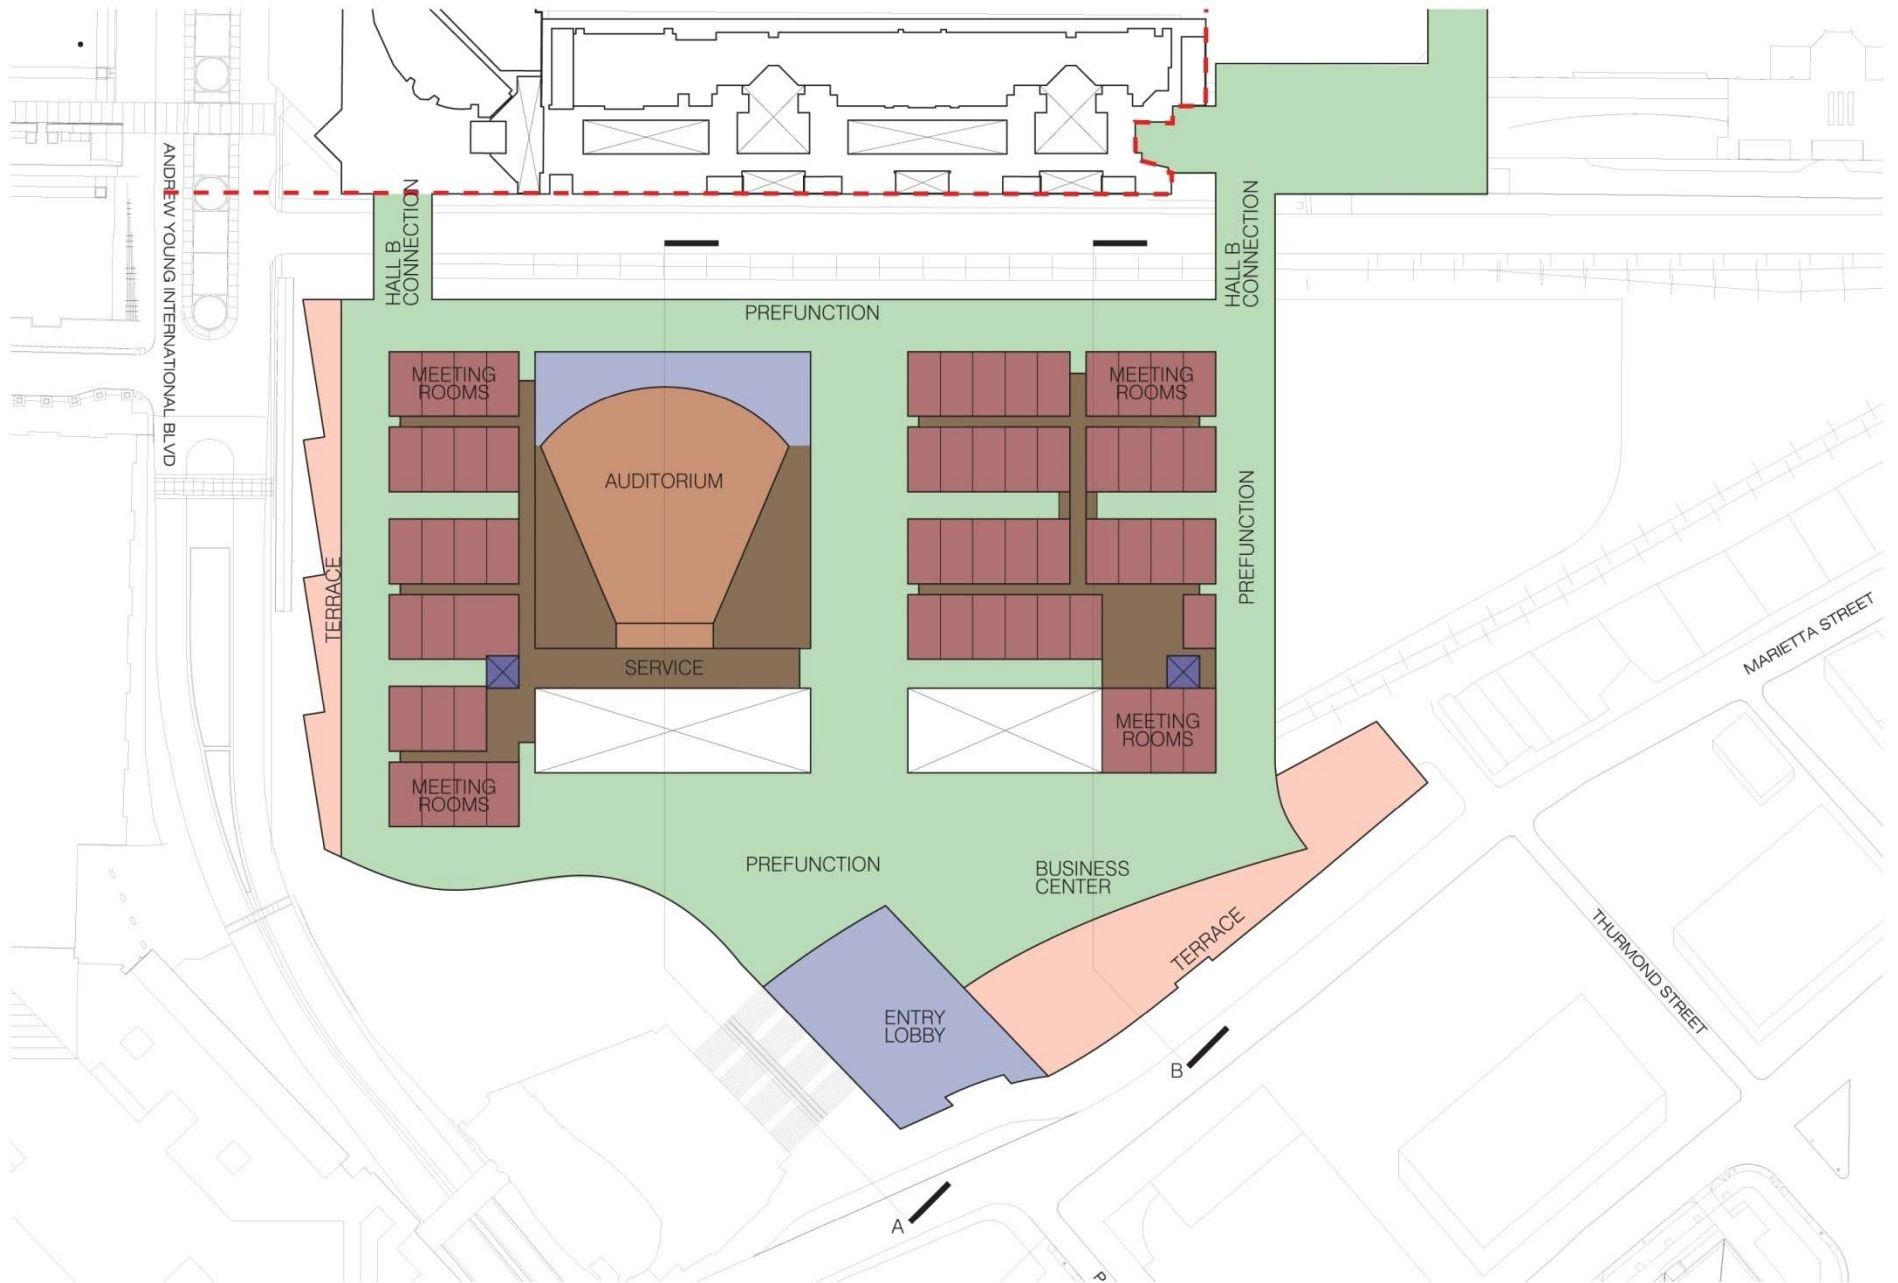 ANDREW YOUNG INTERNATIONAL BLVD
HALL B
CONNECTION
HALL B
CONNECTION
PREFUNCTION
MEETING
ROOMS
MEETING
ROOMS
AUDITORIUM
PREFUNCTION
TERRACE
SERVICE
MARIETTA STREET
MEETING
ROOMS
MEETING
ROOMS
PREFUNCTION
BUSINESS
CENTER
TERRACE
THURMOND STREET
ENTRY
LOBBY
B
A
P